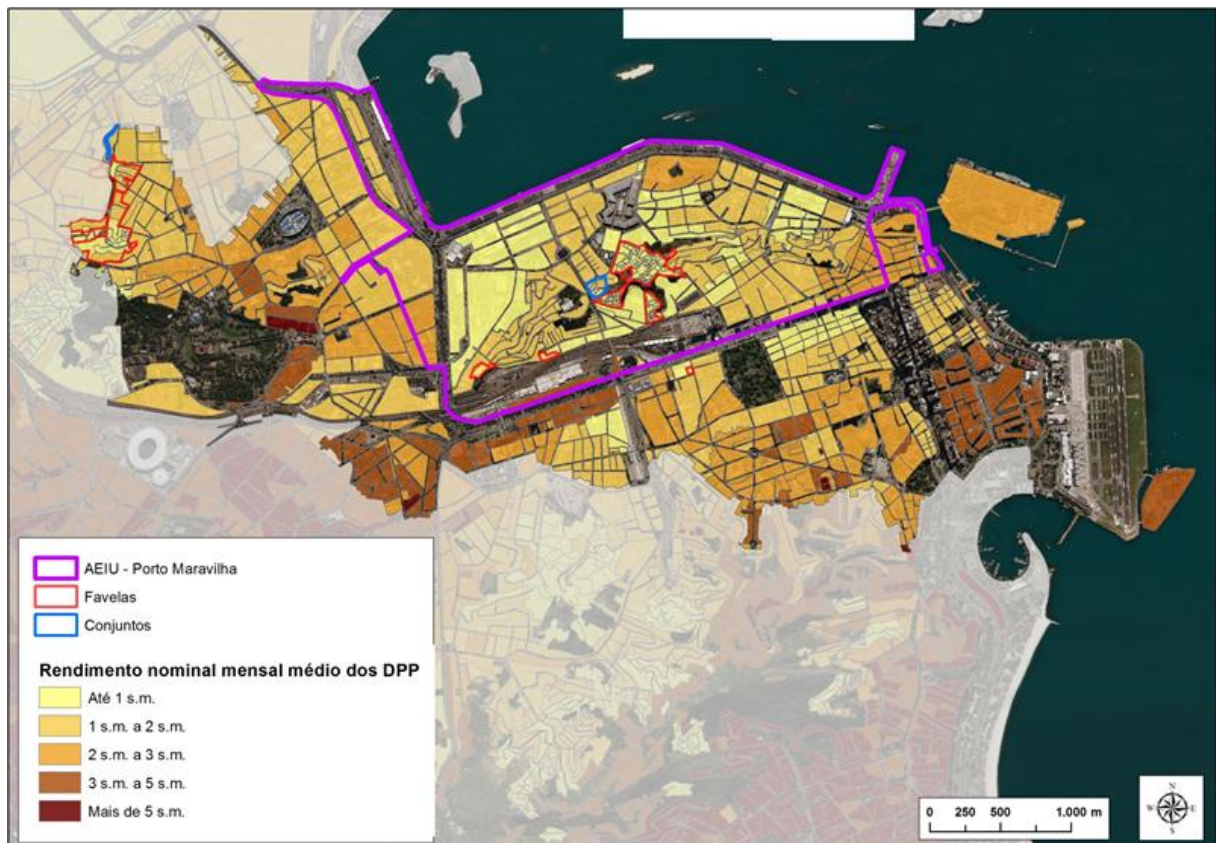 AEIU - Porto Maravilha
Favelas
Conjuntos
Rendimento nominal mensal médio dos DPP
Até 1 s.m.
1 s.m. a 2 s.m.
2 s.m. a 3 s.m.
3 s.m. a 5 s.m.
Mais de 5 s.m.
0 250 500 1.000 m
N
W E
S